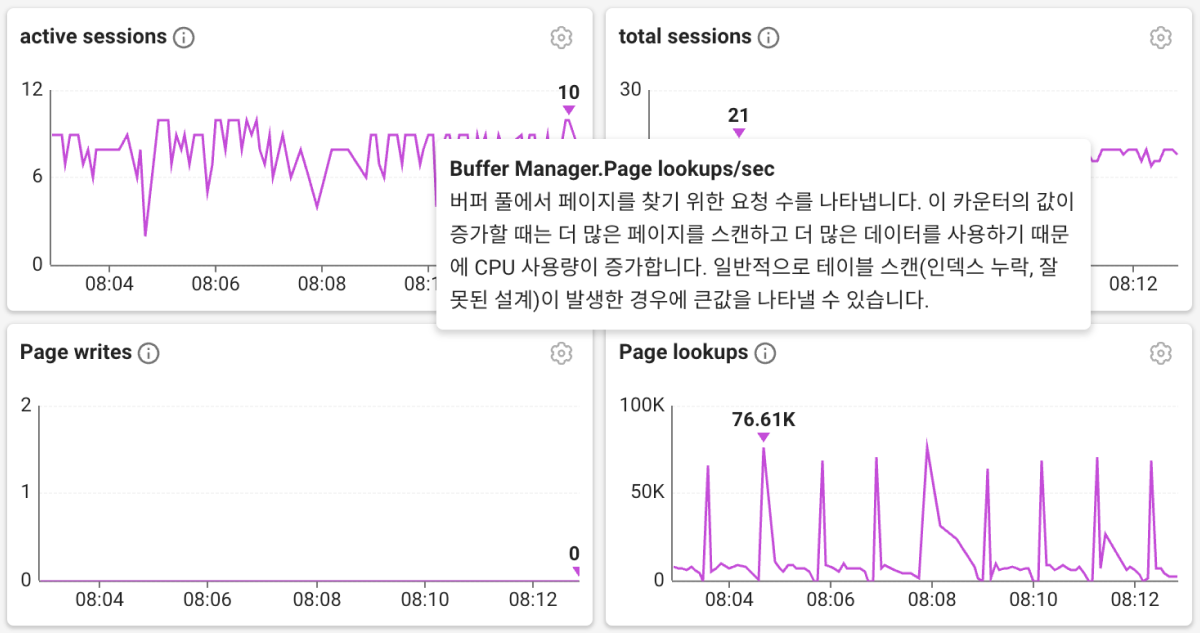 active sessions
12
6
0
10
08:04
08:06
08:08
08:1
total sessions
30
21
08:12
Buffer Manager.Page lookups/sec
버퍼 풀에서 페이지를 찾기 위한 요청 수를 나타냅니다. 이 카운터의 값이
증가할 때는 더 많은 페이지를 스캔하고 더 많은 데이터를 사용하기 때문
에 CPU 사용량이 증가합니다. 일반적으로 테이블 스캔(인덱스 누락, 잘
못된 설계)이 발생한 경우에 큰값을 나타낼 수 있습니다.
Page writes
2
1
0
0
08:04
08:06
08:08
08:10
08:12
Page lookups
100K
50K
0
76.61K
08:04
08:06
08:08
08:10
08:12